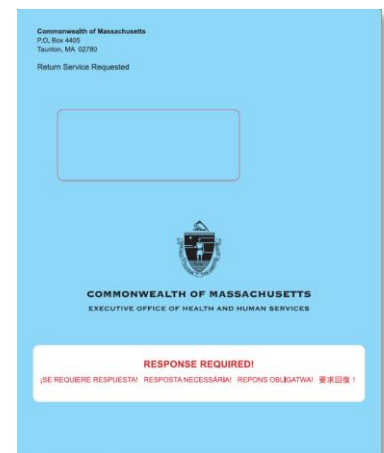 Commonwealth of Massachusetts
P.O. Box 4405
Taunton, MA 02780
Return Service Requested
COMMONWEALTH OF MASSACHUSETTS
EXECUTIVE OFFICE OF HEALTH AND HUMAN SERVICES
RESPONSE REQUIRED!
¡SE REQUIERE RESPUESTA! RESPOSTA NECESSÁRIA! REPONS OBLIGATWA! 要求回復！